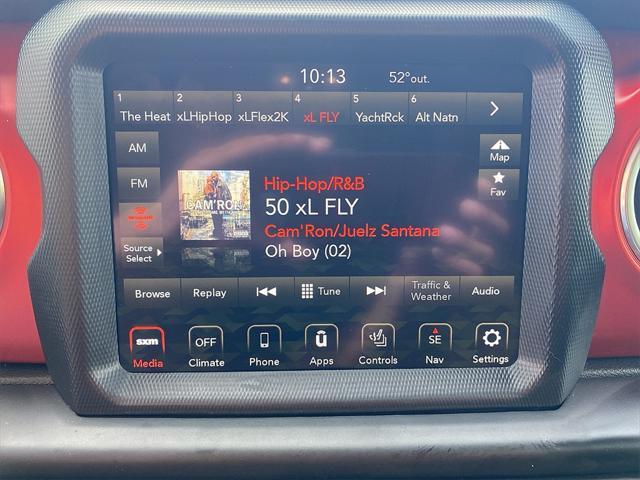 10:13 52°out.
1 2 3 4 5 6
The Heat xLHipHop xLFlex2K xL FLY YachtRck Alt Natn
AM
Map
FM
Fav
CAM'RON
Hip-Hop/R&B
50 xL FLY
Cam'Ron/Juelz Santana
Oh Boy (02)
Source
Select
Browse Replay Tune Traffic & Weather Audio
sxm OFF SE
Media Climate Phone Apps Controls Nav Settings